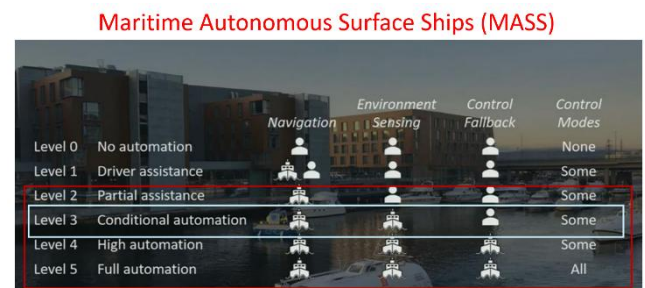 Maritime Autonomous Surface Ships (MASS)
Navigation Environment Sensing Control Fallback Control Modes
Level 0 No automation None
Level 1 Driver assistance Some
Level 2 Partial assistance Some
Level 3 Conditional automation Some
Level 4 High automation Some
Level 5 Full automation All